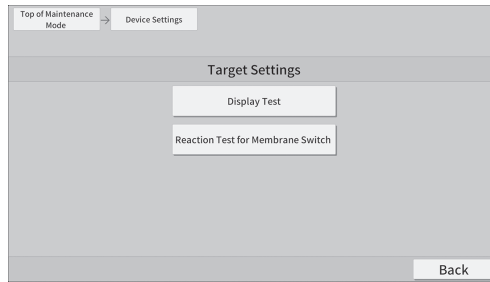 Top of Maintenance
Mode
→
Device Settings
Target Settings
Display Test
Reaction Test for Membrane Switch
Back